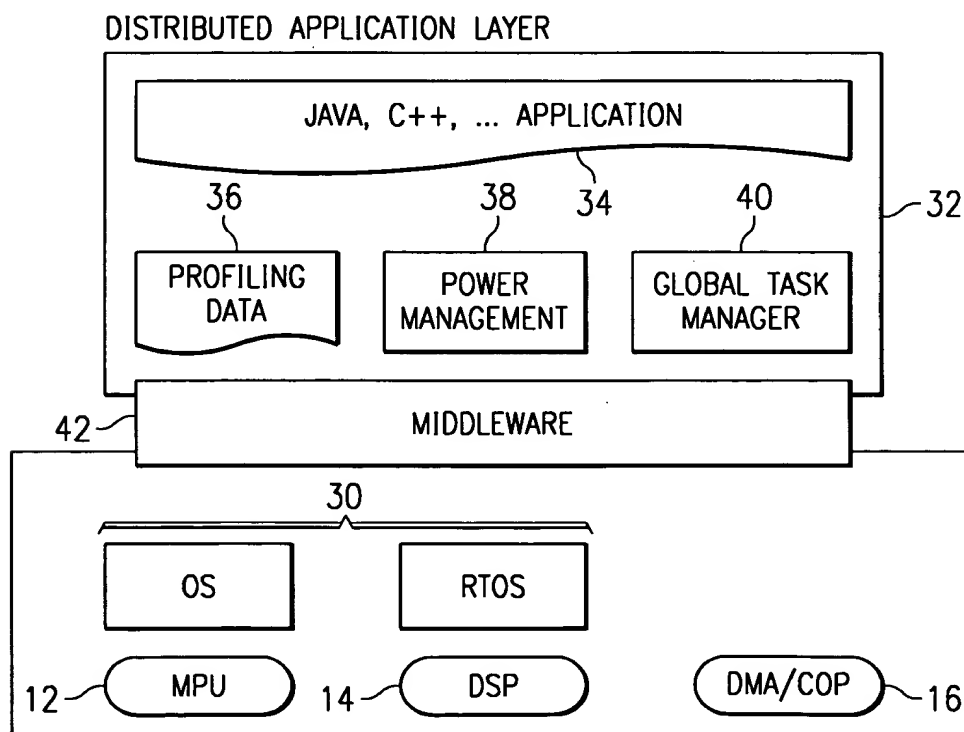 DISTRIBUTED APPLICATION LAYER
JAVA, C++, ... APPLICATION
34
32
36
38
40
PROFILING
DATA
POWER
MANAGEMENT
GLOBAL TASK
MANAGER
42
MIDDLEWARE
30
OS
RTOS
12
MPU
14
DSP
DMA/COP
16